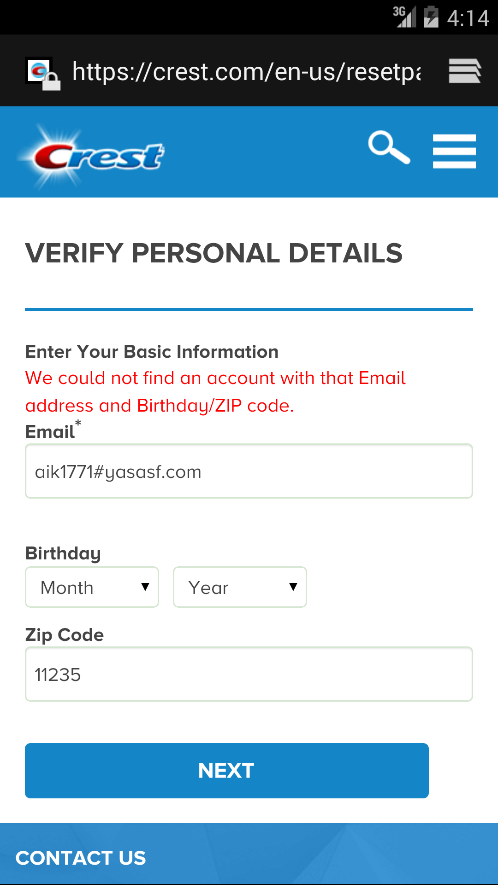 3G 4:14
https://crest.com/en-us/resetpa
Crest
VERIFY PERSONAL DETAILS
Enter Your Basic Information
We could not find an account with that Email
address and Birthday/ZIP code.
Email*
aik1771#yasasf.com
Birthday
Month Year
Zip Code
11235
NEXT
CONTACT US